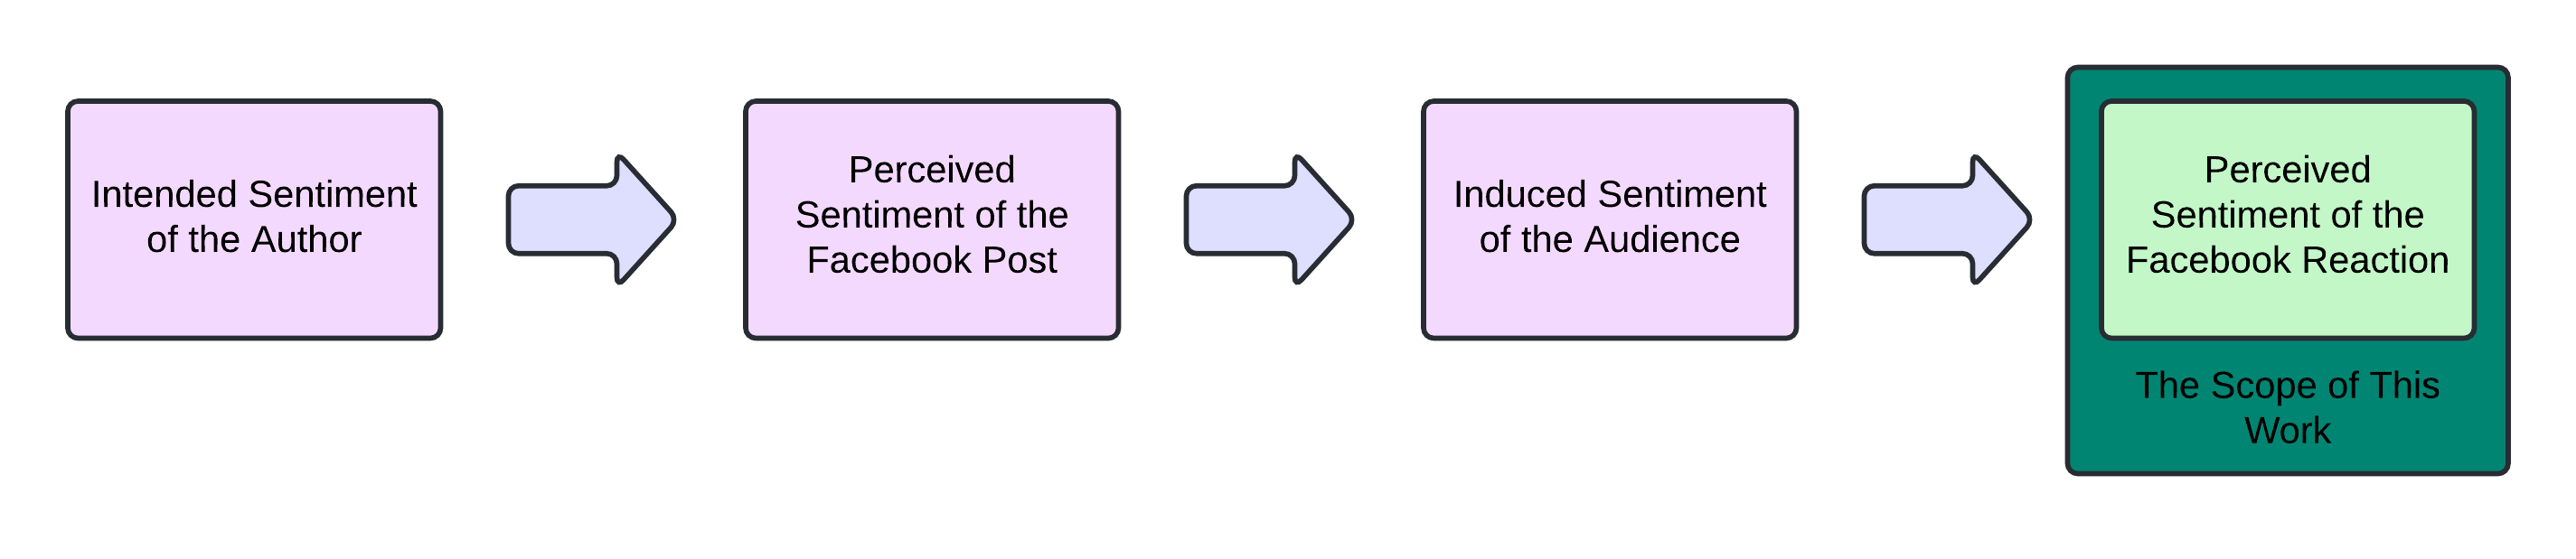 Intended Sentiment
of the Author
Perceived
Sentiment of the
Facebook Post
Induced Sentiment
of the Audience
Perceived
Sentiment of the
Facebook Reaction
The Scope of This
Work